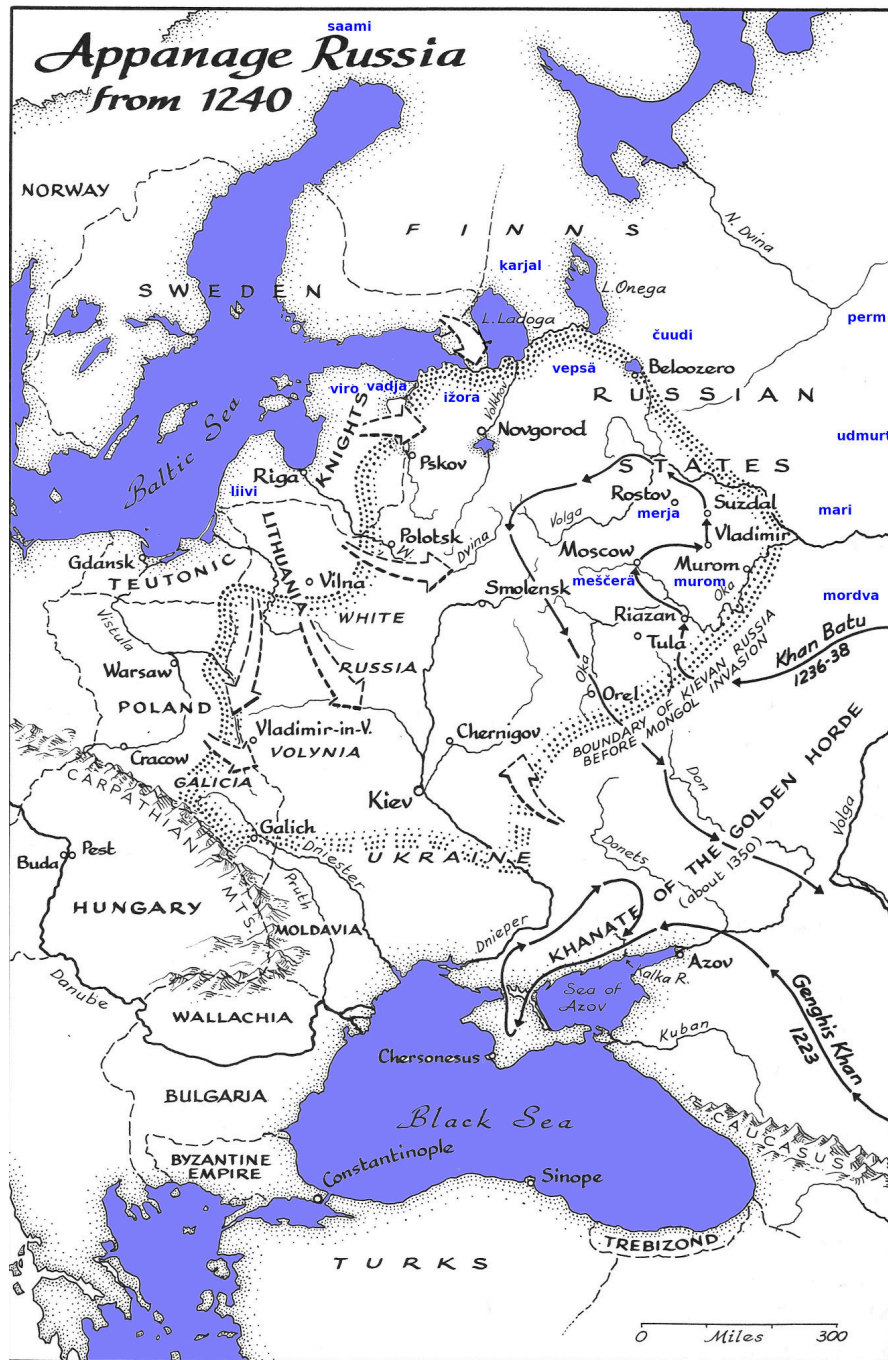 saami
Appanage Russia
from 1240
NORWAY
FINNS
N. Dvina
karjal
L. Onega
SWEDEN
L. Ladoga
čuudi
perm
viro
vadja
vepsä
Beloozero
ižora
RUSSIAN
Volkhov
KNIGHTS
Novgorod
udmurt
Baltic Sea
Pskov
STATES
Riga
liivi
Rostov
Suzdal
merja
mari
Volga
LITHUANIA
Polotsk
W. Dvina
Vladimir
Gdansk
Moscow
TEUTONIC
Murom
Vilna
meščerä
murom
Oka
mordva
Smolensk
WHITE
Vistula
Riazan
RUSSIA
Tula
Khan Batu
1236-38
Warsaw
Oka
Orel
BOUNDARY OF KIEVAN RUSSIA
BEFORE MONGOL INVASION
POLAND
Vladimir-in-V.
Chernigov
VOLYNIA
Cracow
CARPATHIAN MTS.
GALICIA
Kiev
Don
Volga
Galich
Dniester
UKRAINE
Donets
KHANATE OF THE GOLDEN HORDE
(about 1350)
Buda
Pest
Pruth
HUNGARY
MOLDAVIA
Dnieper
Azov
Kalka R.
Danube
Sea of
Azov
WALLACHIA
Kuban
Genghis Khan
1223
Chersonesus
BULGARIA
Black Sea
CAUCASUS
BYZANTINE
EMPIRE
Constantinople
Sinope
TREBIZOND
TURKS
0 Miles 300